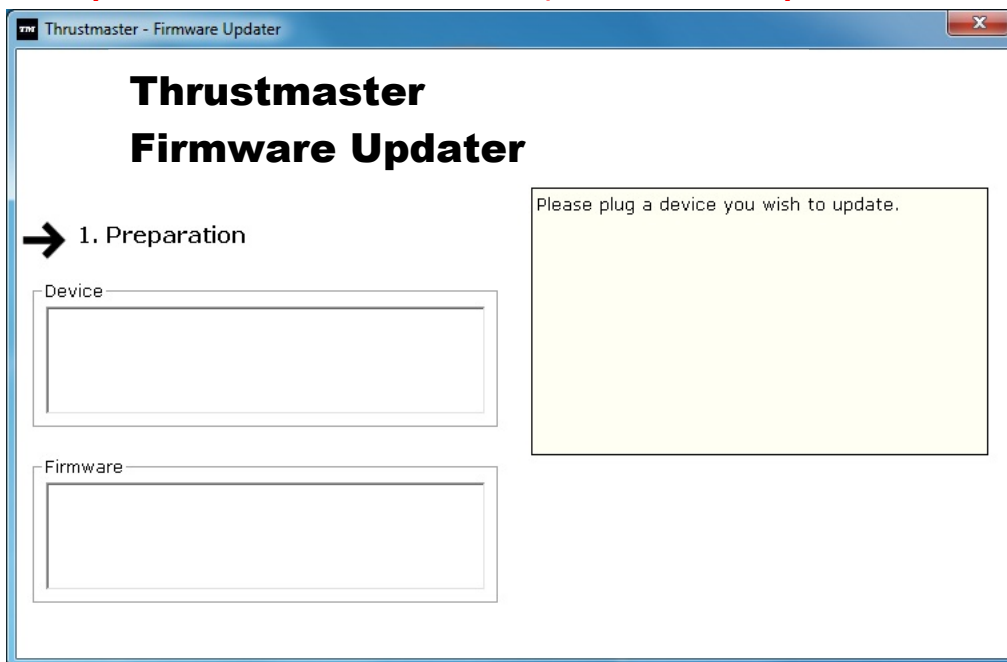 Thrustmaster - Firmware Updater
Thrustmaster
Firmware Updater
1. Preparation
Please plug a device you wish to update.
Device
Firmware